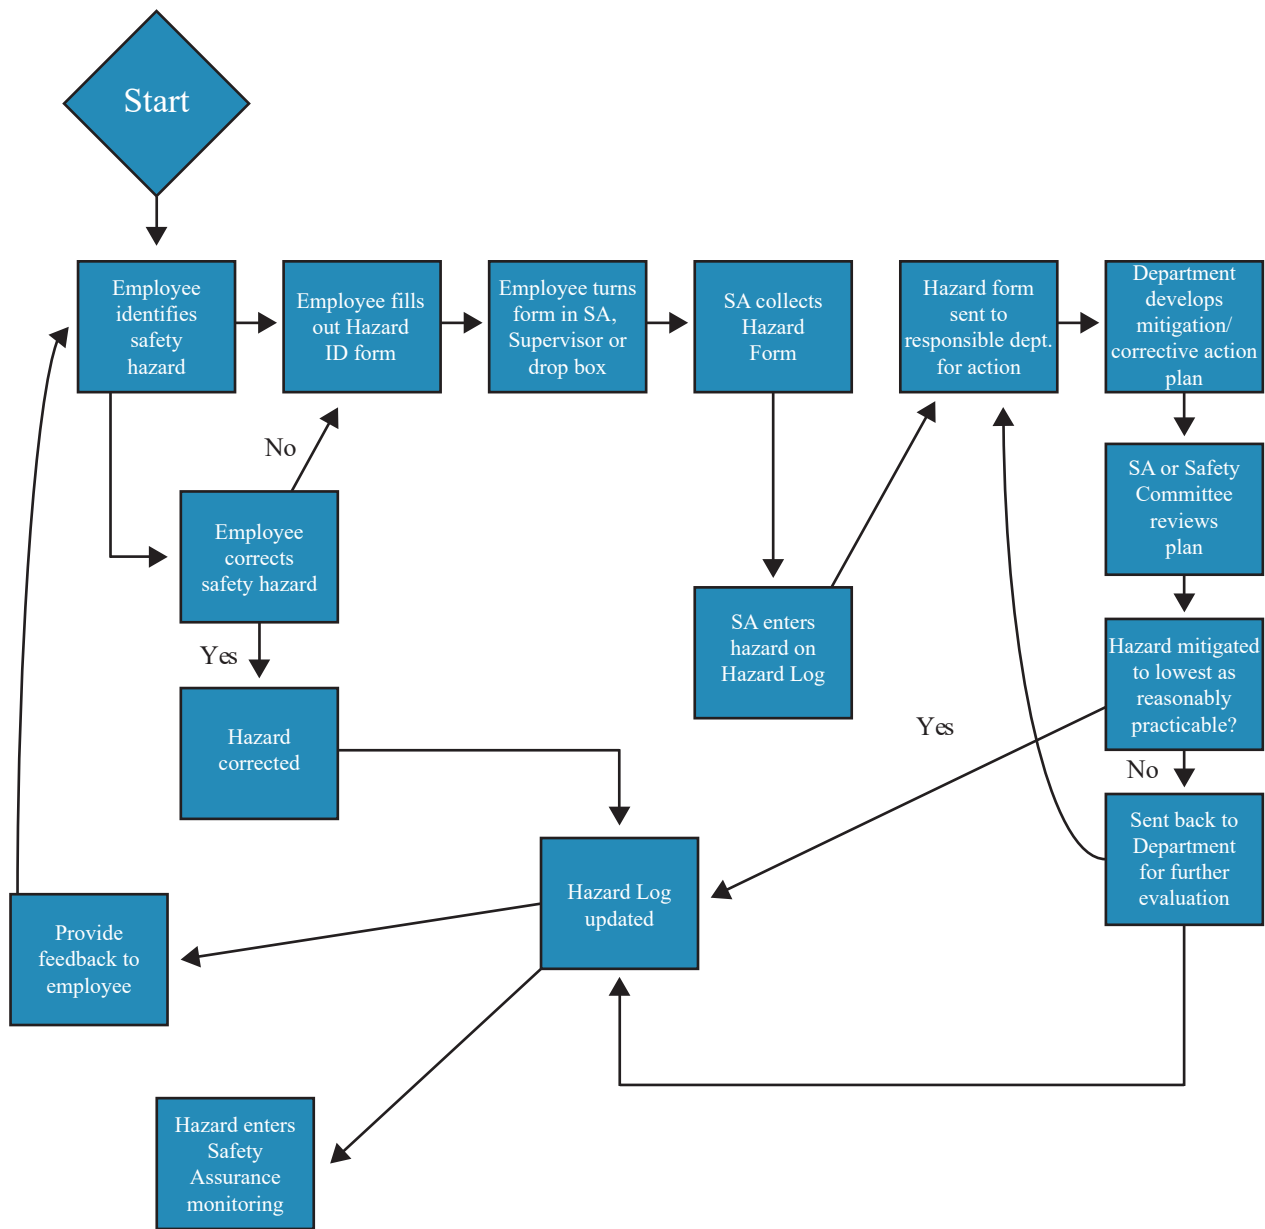 Start
Employee
identifies
safety
hazard
Employee fills
out Hazard
ID form
Employee turns
form in SA,
Supervisor or
drop box
SA collects
Hazard
Form
Hazard form
sent to
responsible dept.
for action
Department
develops
mitigation/
corrective action
plan
No
Employee
corrects
safety hazard
SA or Safety
Committee
reviews
plan
Yes
SA enters
hazard on
Hazard Log
Hazard mitigated
to lowest as
reasonably
practicable?
Hazard
corrected
Yes
No
Sent back to
Department
for further
evaluation
Hazard Log
updated
Provide
feedback to
employee
Hazard enters
Safety
Assurance
monitoring